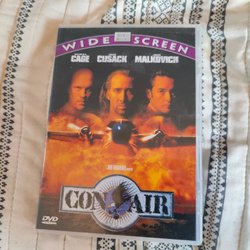 WIDE SCREEN
CAGE CUSACK MALKOVICH
CON AIR
DVD